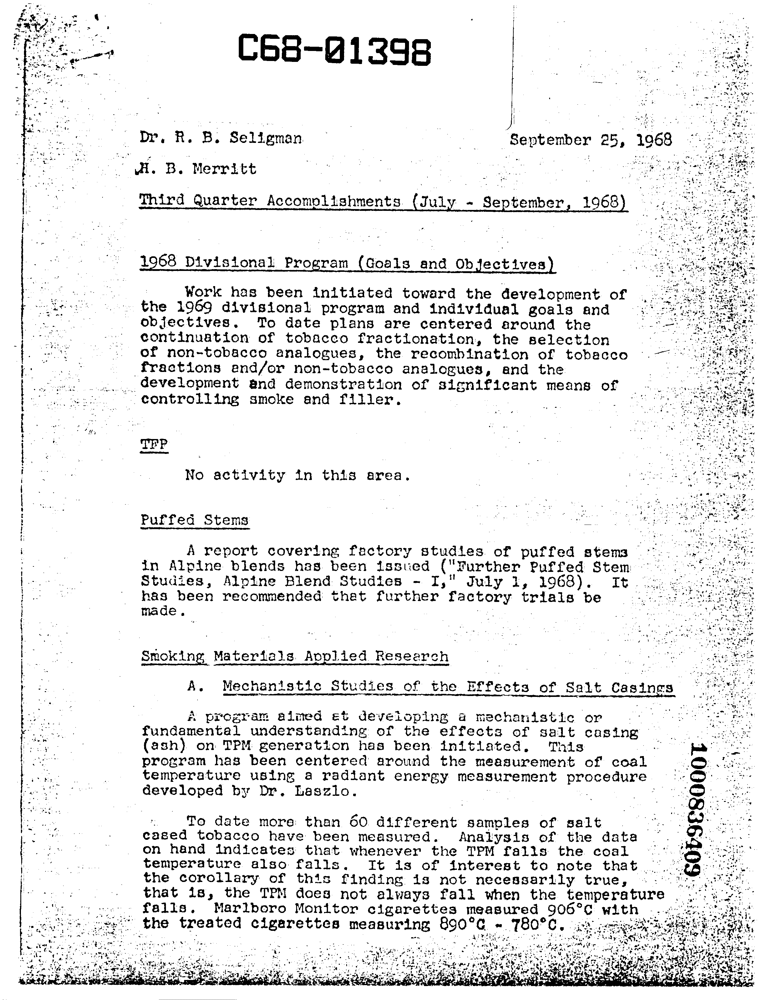 C68-01398
Dr. R. B. Seligman September 25, 1968
H. B. Merritt
Third Quarter Accomplishments (July - September, 1968)
1968 Divisional Program (Goals and Objectives)
Work has been initiated toward the development of
the 1969 divisional program and individual goals and
objectives. To date plans are centered around the
continuation of tobacco fractionation, the selection
of non-tobacco analogues, the recombination of tobacco
fractions and/or non-tobacco analogues, and the
development and demonstration of significant means of
controlling smoke and filler.
TFP
No activity in this area.
Puffed Stems
A report covering factory studies of puffed stems
in Alpine blends has been issued ("Further Puffed Stem
Studies, Alpine Blend Studies - I," July 1, 1968). It
has been recommended that further factory trials be
made.
Smoking Materials Applied Research
A. Mechanistic Studies of the Effects of Salt Casings
A program aimed at developing a mechanistic or
fundamental understanding of the effects of salt casing
(ash) on TPM generation has been initiated. This
program has been centered around the measurement of coal
temperature using a radiant energy measurement procedure
developed by Dr. Laszlo.
To date more than 60 different samples of salt
cased tobacco have been measured. Analysis of the data
on hand indicates that whenever the TPM falls the coal
temperature also falls. It is of interest to note that
the corollary of this finding is not necessarily true,
that is, the TPM does not always fall when the temperature
falls. Marlboro Monitor cigarettes measured 906°C with
the treated cigarettes measuring 890°C - 780°C.
1000836409